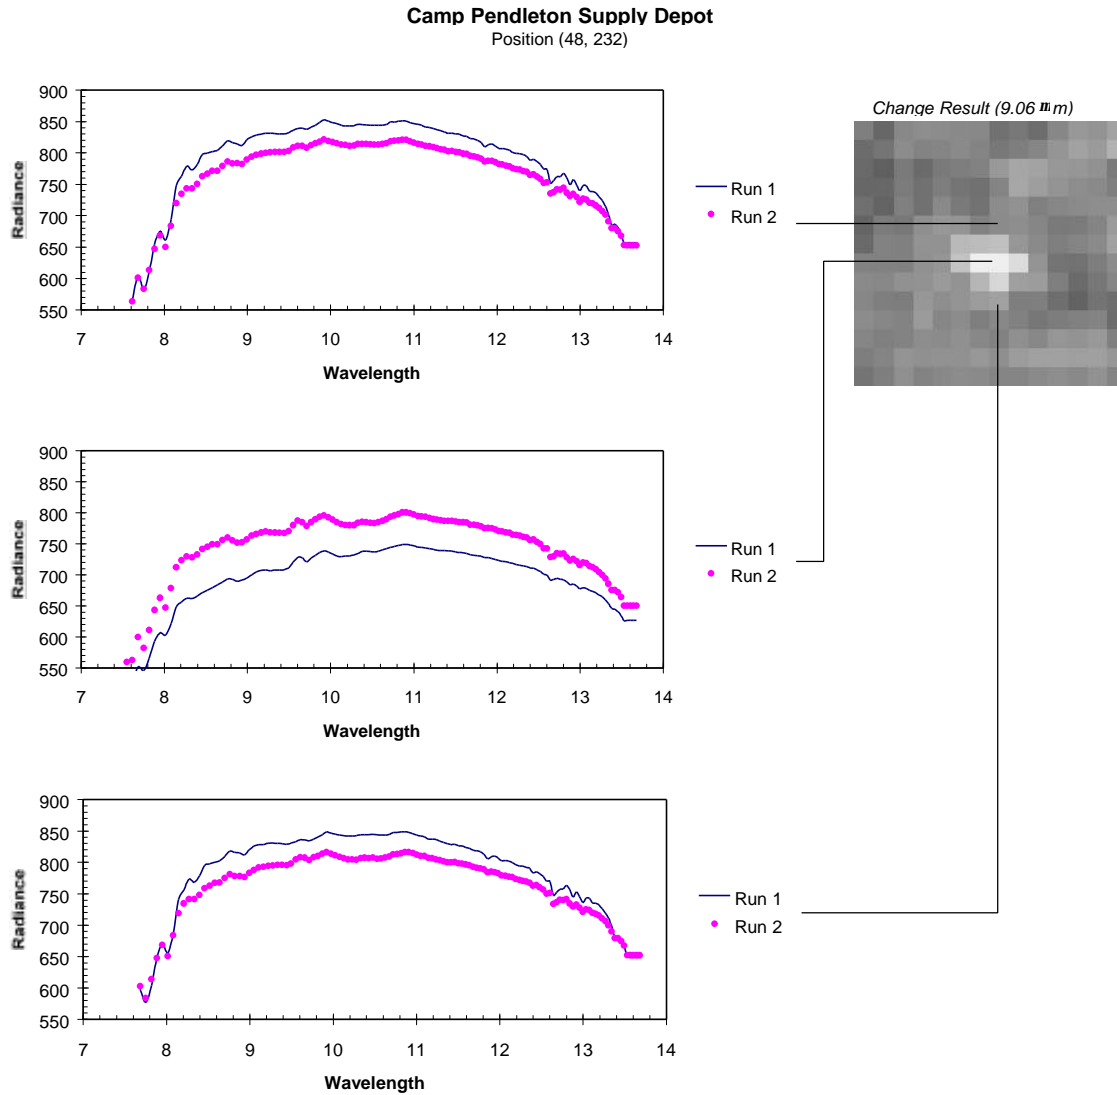 Camp Pendleton Supply Depot
Position (48, 232)
Change Result (9.06 m m)
900
850
800
750
700
650
600
550
Radiance
7 8 9 10 11 12 13 14
Wavelength
Run 1
Run 2
900
850
800
750
700
650
600
550
Radiance
7 8 9 10 11 12 13 14
Wavelength
Run 1
Run 2
900
850
800
750
700
650
600
550
Radiance
7 8 9 10 11 12 13 14
Wavelength
Run 1
Run 2